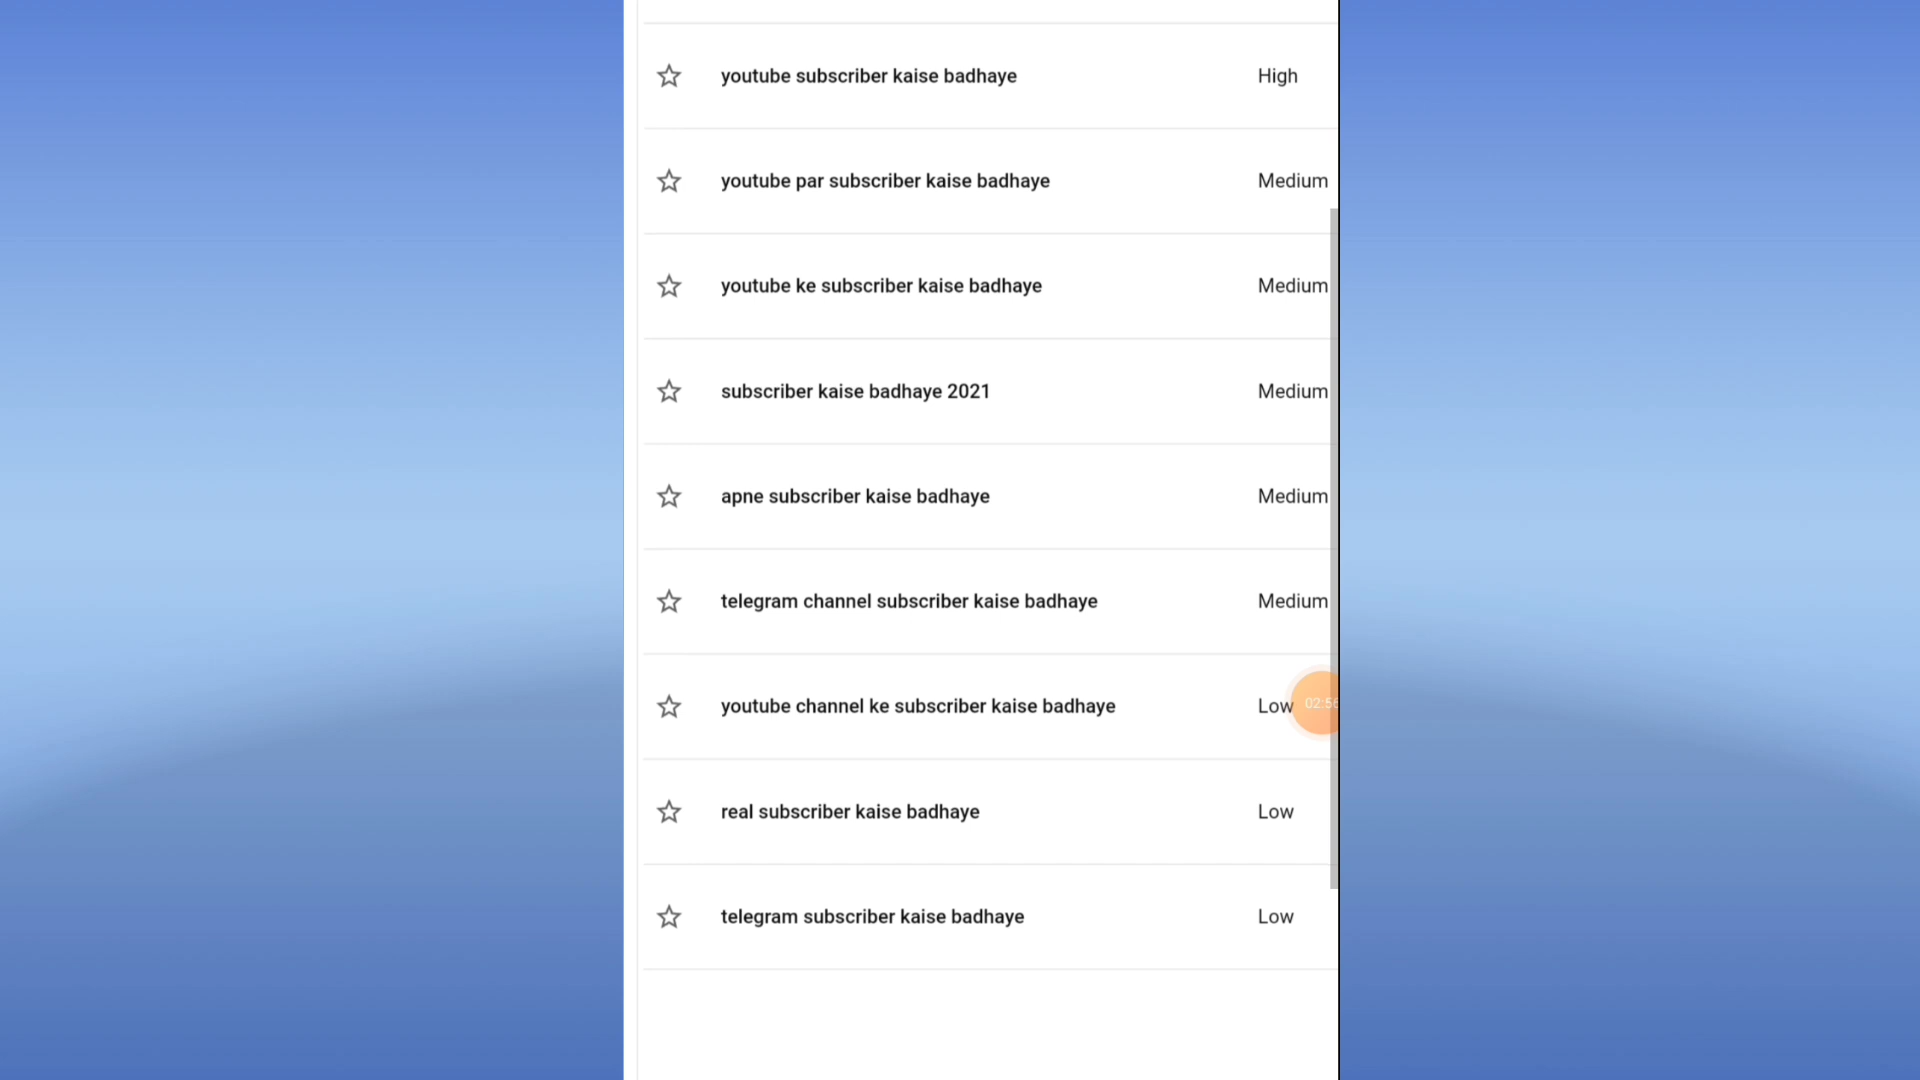 youtube subscriber kaise badhaye High
youtube par subscriber kaise badhaye Medium
youtube ke subscriber kaise badhaye Medium
subscriber kaise badhaye 2021 Medium
apne subscriber kaise badhaye Medium
telegram channel subscriber kaise badhaye Medium
youtube channel ke subscriber kaise badhaye Low
real subscriber kaise badhaye Low
telegram subscriber kaise badhaye Low